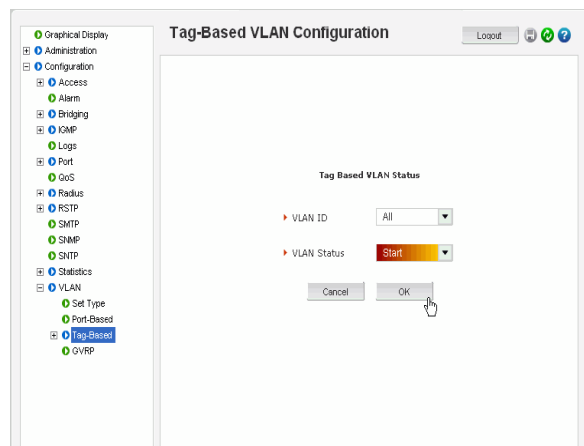 Tag-Based VLAN Configuration
Logout
Graphical Display
Administration
Configuration
Access
Alarm
Bridging
IGMP
Logs
Port
QoS
Radius
RSTP
SMTP
SNMP
SNTP
Statistics
VLAN
Set Type
Port-Based
Tag-Based
GVRP
Tag Based VLAN Status
VLAN ID All
VLAN Status Start
Cancel OK